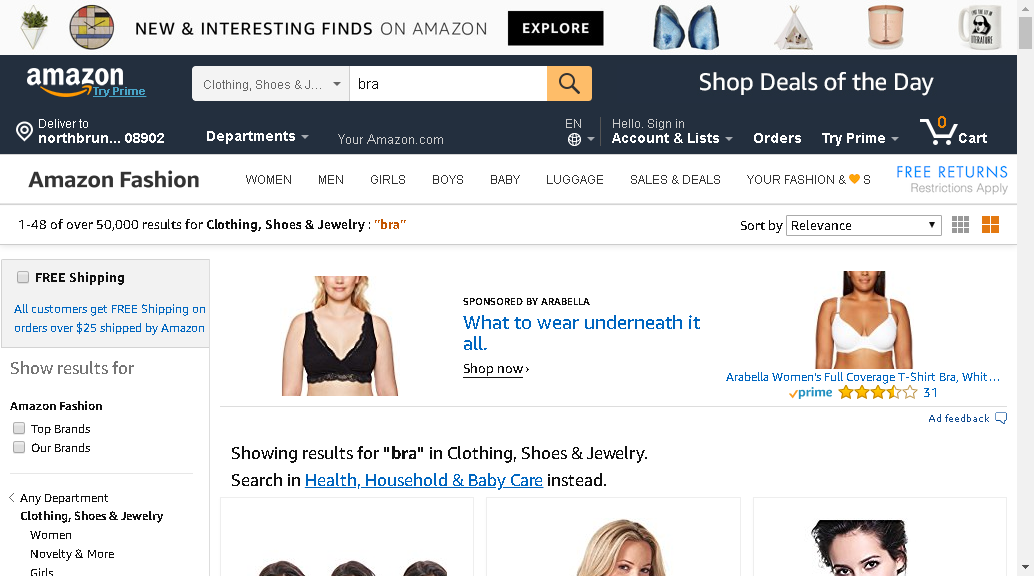 NEW & INTERESTING FINDS ON AMAZON
EXPLORE
amazon
Try Prime
Clothing, Shoes & J...
bra
Shop Deals of the Day
Deliver to
northbrun... 08902
Departments
Your Amazon.com
EN
Hello. Sign in
Account & Lists
Orders
Try Prime
0
Cart
Amazon Fashion
WOMEN
MEN
GIRLS
BOYS
BABY
LUGGAGE
SALES & DEALS
YOUR FASHION & S
FREE RETURNS
Restrictions Apply
1-48 of over 50,000 results for Clothing, Shoes & Jewelry : "bra"
Sort by Relevance
FREE Shipping
All customers get FREE Shipping on
orders over $25 shipped by Amazon
Show results for
Amazon Fashion
Top Brands
Our Brands
Any Department
Clothing, Shoes & Jewelry
Women
Novelty & More
Girls
SPONSORED BY ARABELLA
What to wear underneath it
all.
Shop now ›
Arabella Women's Full Coverage T-Shirt Bra, Whit...
prime
31
Ad feedback
Showing results for "bra" in Clothing, Shoes & Jewelry.
Search in Health, Household & Baby Care instead.